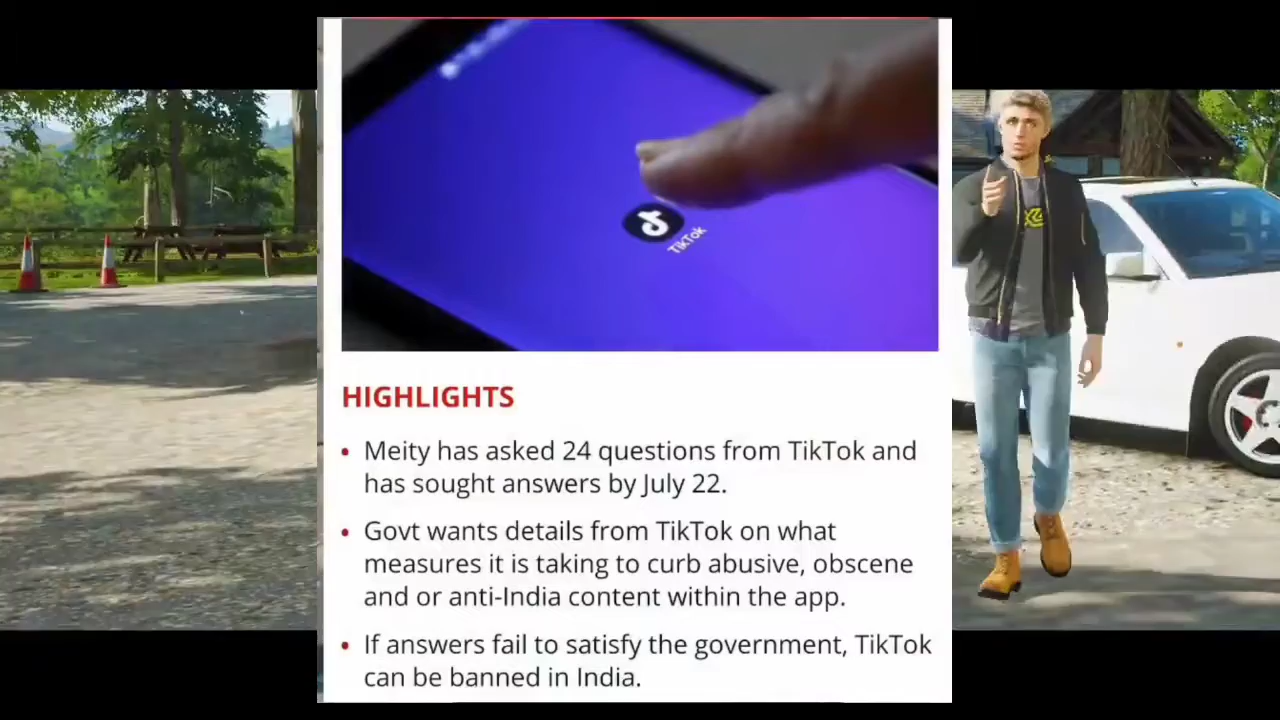 TikTok
HIGHLIGHTS
• Meity has asked 24 questions from TikTok and
has sought answers by July 22.
• Govt wants details from TikTok on what
measures it is taking to curb abusive, obscene
and or anti-India content within the app.
• If answers fail to satisfy the government, TikTok
can be banned in India.